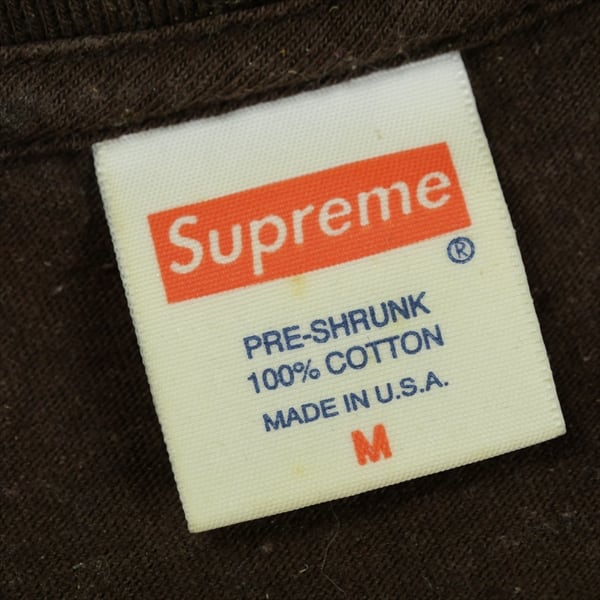 Supreme
®
PRE-SHRUNK
100% COTTON
MADE IN U.S.A.
M